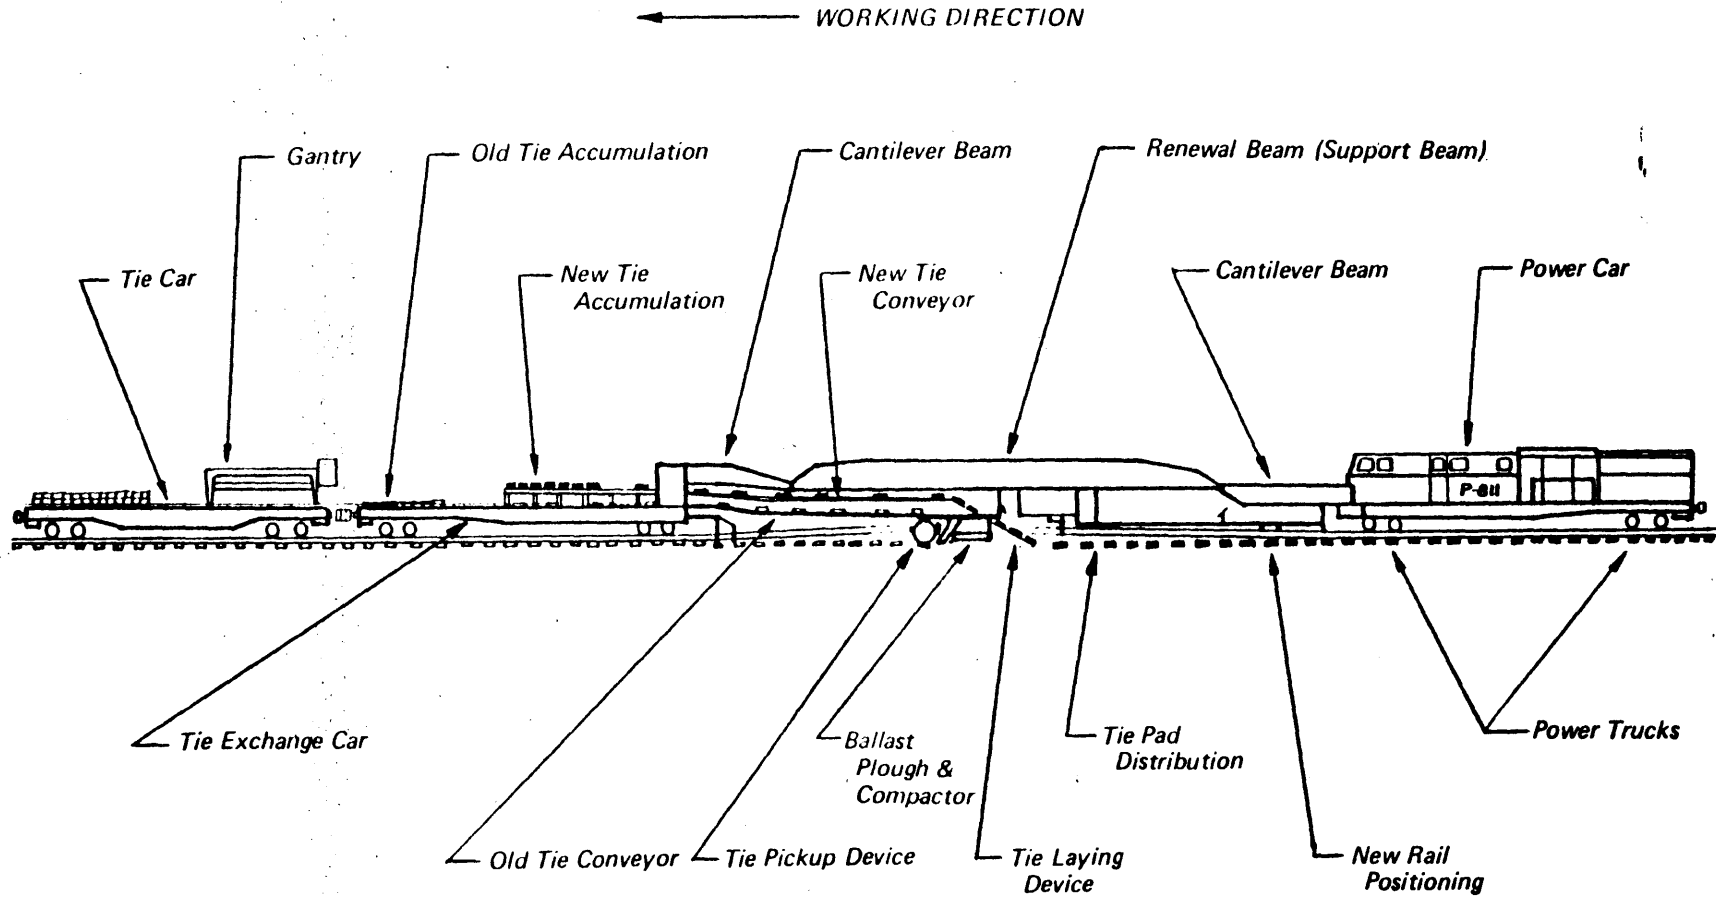 WORKING DIRECTION
Gantry
Old Tie Accumulation
Cantilever Beam
Renewal Beam (Support Beam)
Tie Car
New Tie
Accumulation
New Tie
Conveyor
Cantilever Beam
Power Car
P-811
Tie Exchange Car
Ballast
Plough &
Compactor
Tie Pad
Distribution
Power Trucks
Old Tie Conveyor
Tie Pickup Device
Tie Laying
Device
New Rail
Positioning